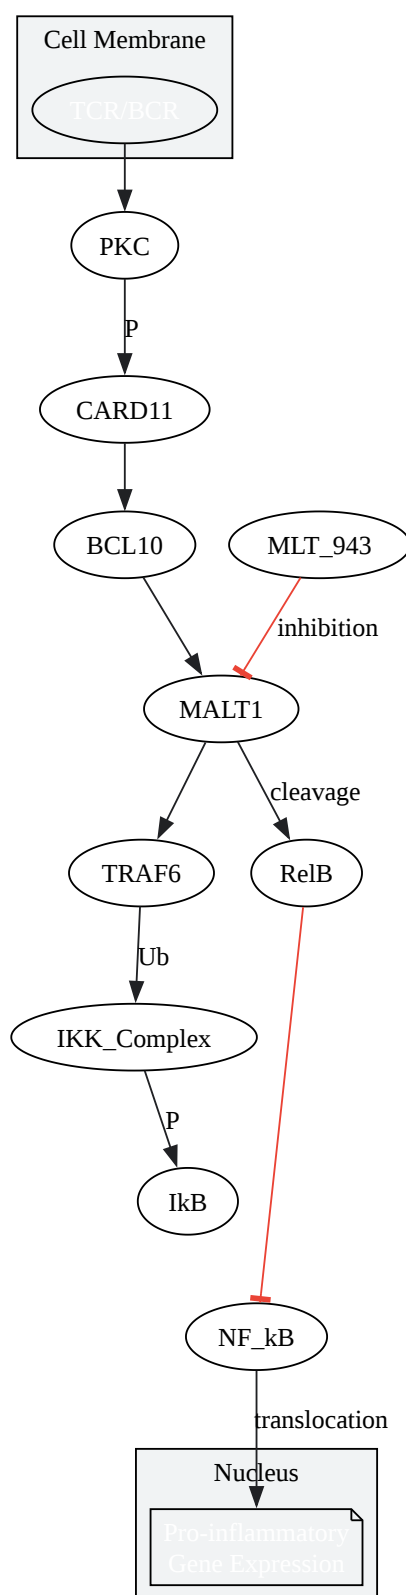 Cell Membrane
TCR/BCR
PKC
P
CARD11
BCL10
MLT_943
inhibition
MALT1
cleavage
TRAF6
RelB
Ub
IKK_Complex
P
IkB
NF_kB
translocation
Nucleus
Pro-inflammatory
Gene Expression